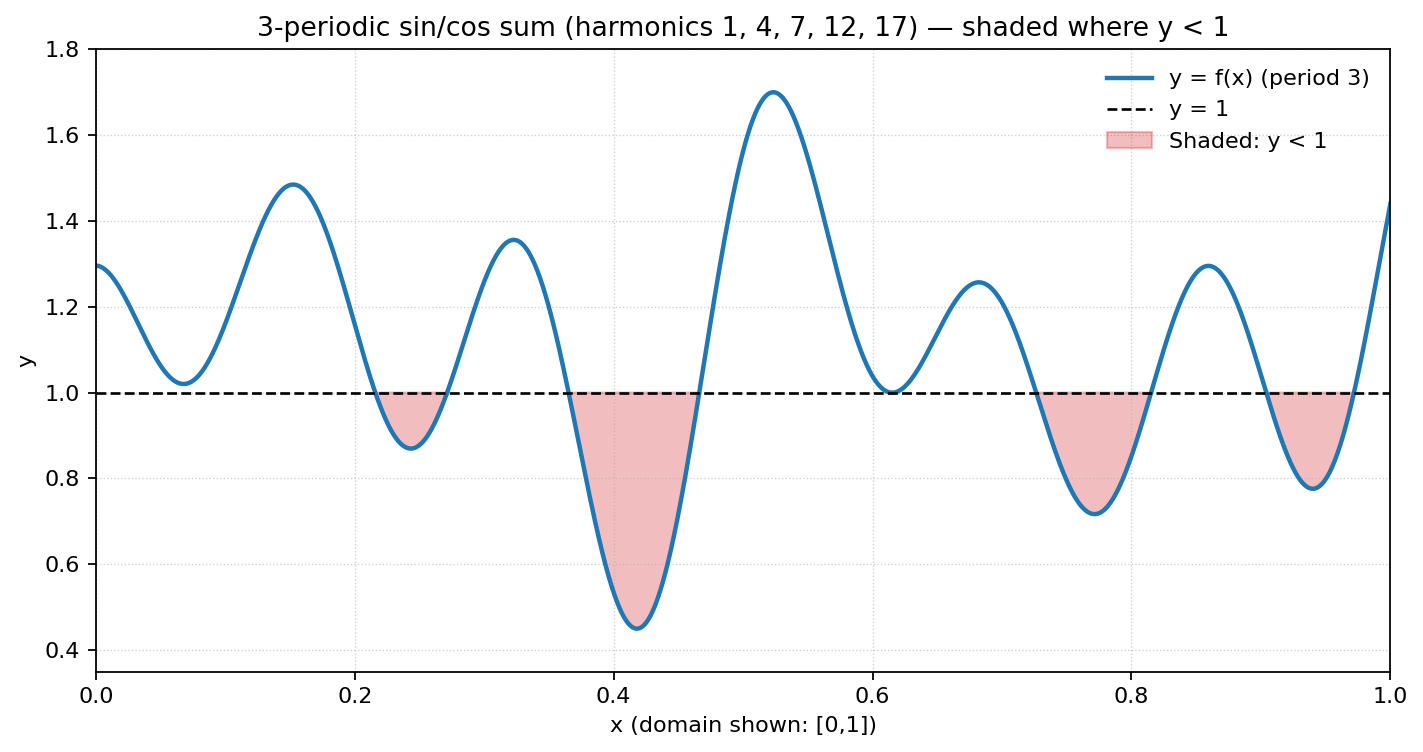 3-periodic sin/cos sum (harmonics 1, 4, 7, 12, 17) — shaded where y < 1
y = f(x) (period 3)
y = 1
Shaded: y < 1
1.8
1.6
1.4
1.2
1.0
0.8
0.6
0.4
y
0.0 0.2 0.4 0.6 0.8 1.0
x (domain shown: [0,1])